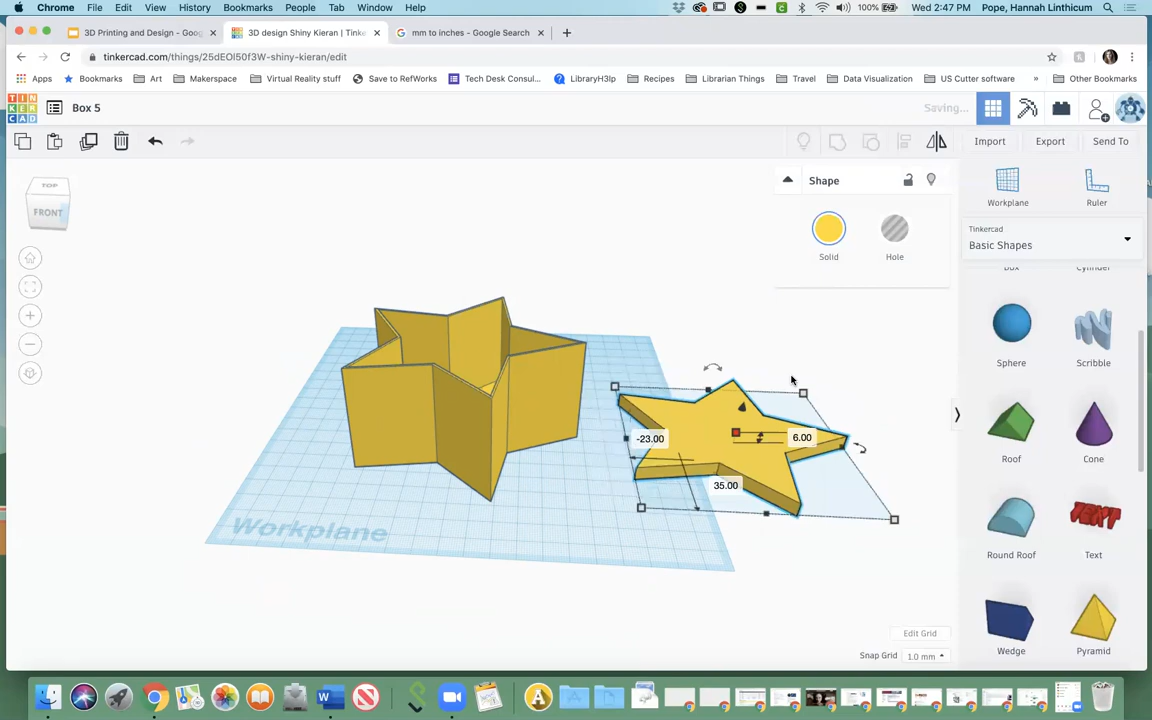 Chrome File Edit View History Bookmarks People Tab Window Help 100% Wed 2:47 PM Pope, Hannah Linthicum
3D Printing and Design - Goog × 3D design Shiny Kieran | Tinke × mm to inches - Google Search × +
tinkercad.com/things/25dEOI50f3W-shiny-kieran/edit
Apps Bookmarks Art Makerspace Virtual Reality stuff Save to RefWorks Tech Desk Consul... LibraryH3lp Recipes Librarian Things Travel Data Visualization US Cutter software » Other Bookmarks
TIN KER CAD Box 5 Saving...
Import Export Send To
TOP
FRONT
Shape
Solid Hole
Workplane Ruler
Tinkercad
Basic Shapes
Box Cylinder
Sphere Scribble
Roof Cone
Round Roof Text
Wedge Pyramid
-23.00 6.00
35.00
Workplane
TEXT
Edit Grid
Snap Grid 1.0 mm